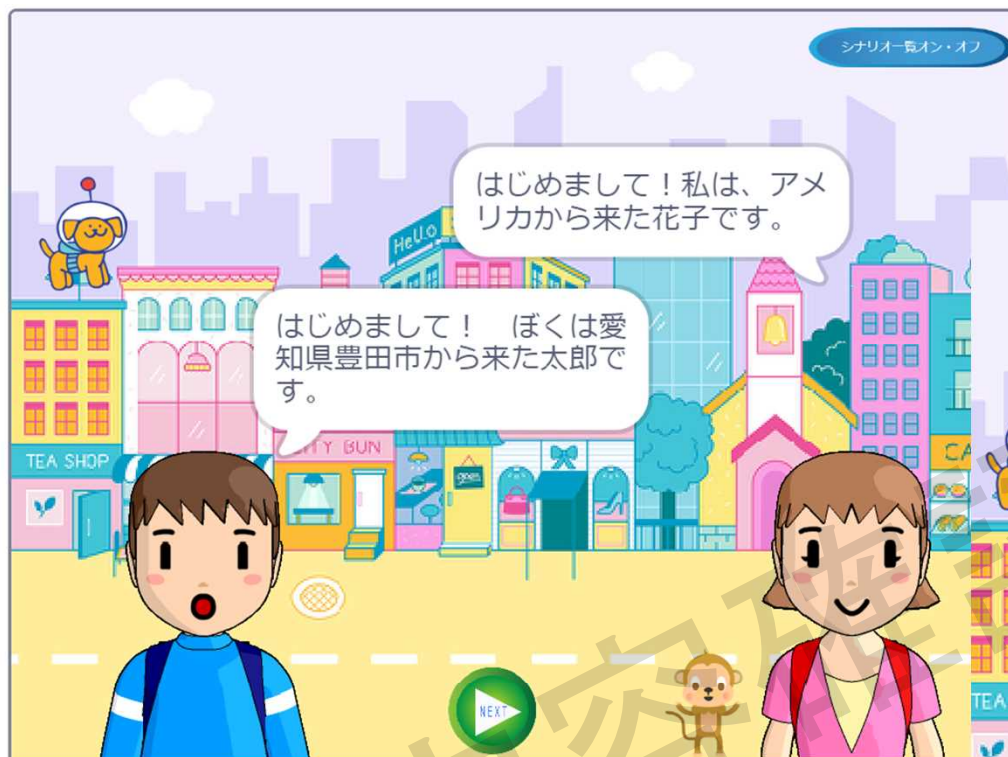 シナリオ一覧オン・オフ
はじめまして！私は、アメ
リカから来た花子です。
はじめまして！　ぼくは愛
知県豊田市から来た太郎で
す。
HeLLo
TEA SHOP
BUN
open
CA
NEXT
TEA